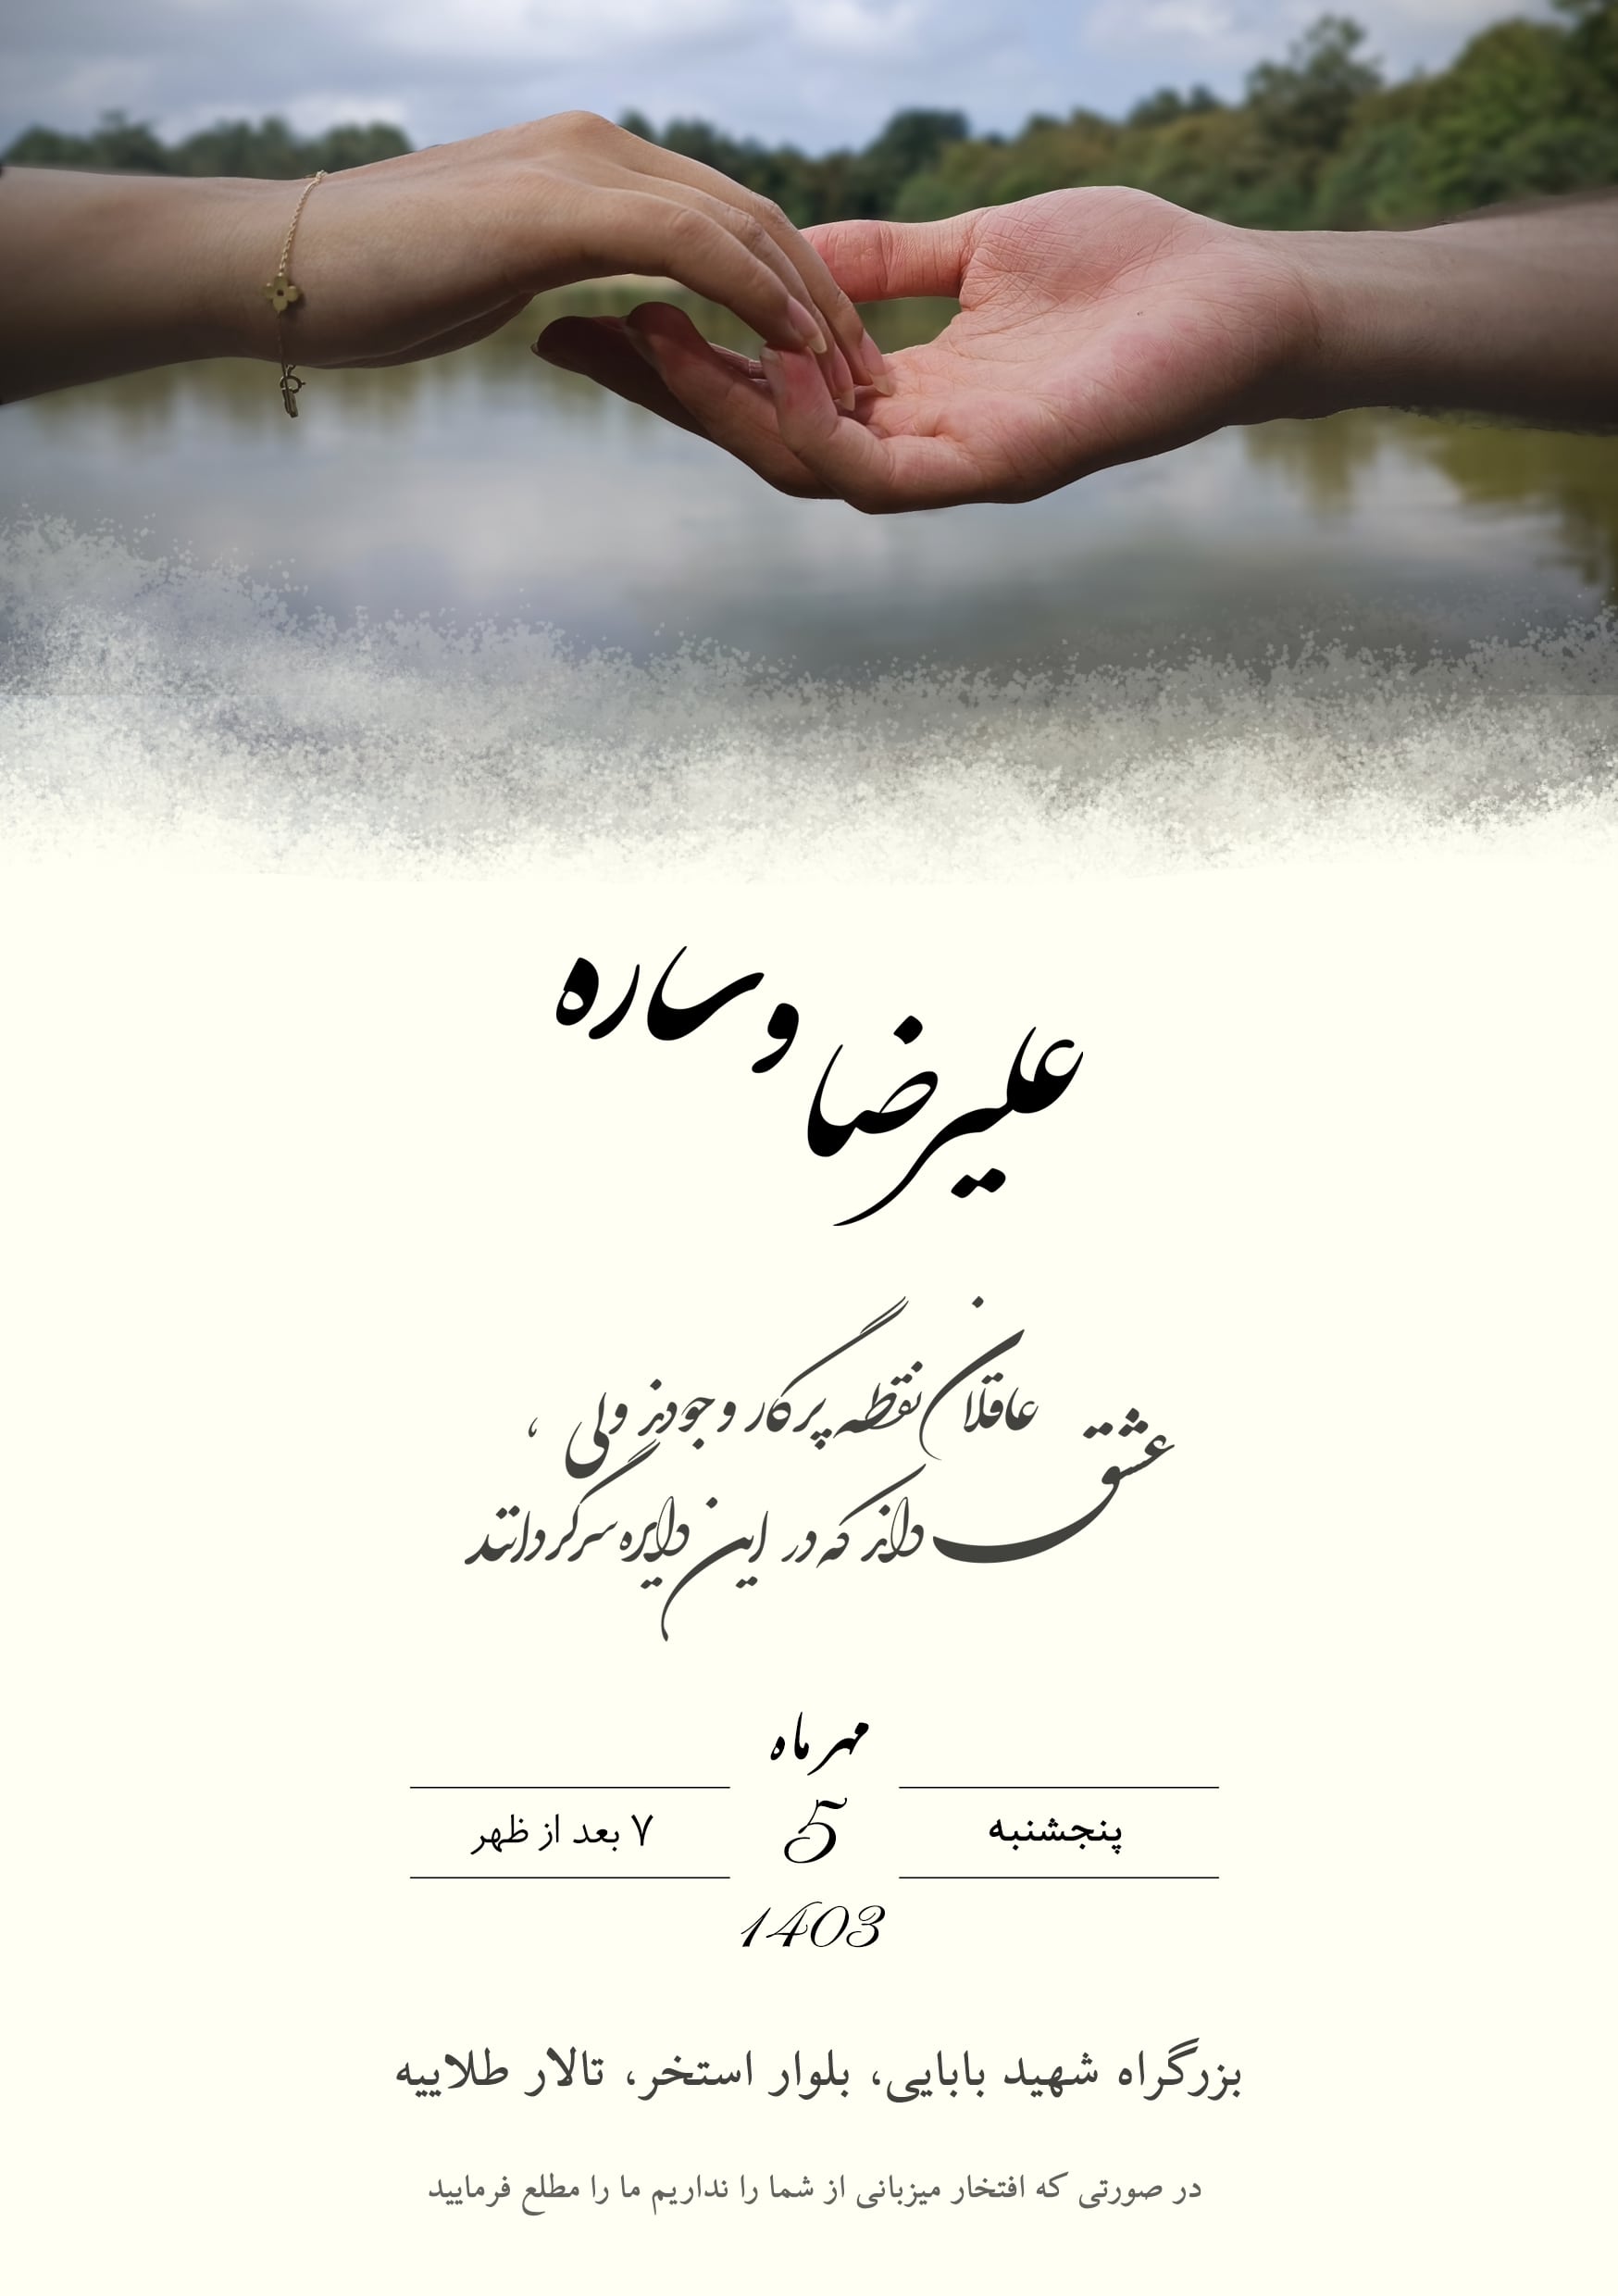 علیرضا و ساره
عاقلان نقطه پرگار وجودند ولی ،
عشق داند که در این دایره سرگردانند
مهر ماه
پنجشنبه 5 ۷ بعد از ظهر
1403
بزرگراه شهید بابایی، بلوار استخر، تالار طلاییه
در صورتی که افتخار میزبانی از شما را نداریم ما را مطلع فرمایید